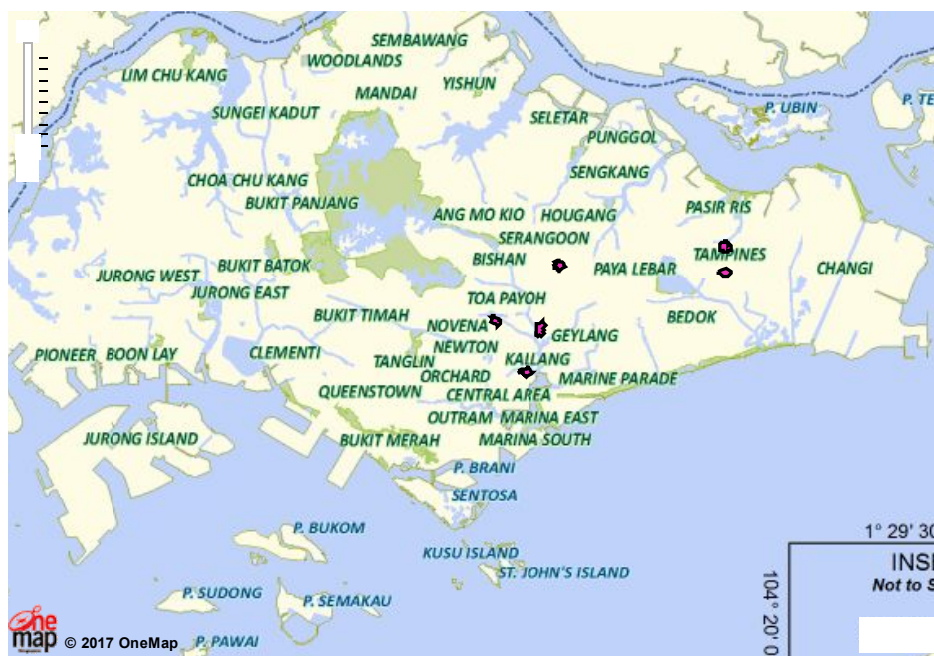 SEMBAWANG
WOODLANDS
LIM CHU KANG
YISHUN
MANDAI
P. UBIN
P. TE
SUNGEI KADUT
SELETAR
PUNGGOL
SENGKANG
CHOA CHU KANG
BUKIT PANJANG
PASIR RIS
ANG MO KIO
HOUGANG
SERANGOON
TAMPINES
BISHAN
BUKIT BATOK
PAYA LEBAR
CHANGI
JURONG WEST
JURONG EAST
TOA PAYOH
BUKIT TIMAH
BEDOK
NOVENA
GEYLANG
NEWTON
PIONEER
BOON LAY
CLEMENTI
TANGLIN
KALLANG
ORCHARD
MARINE PARADE
QUEENSTOWN
CENTRAL AREA
OUTRAM
MARINA EAST
JURONG ISLAND
BUKIT MERAH
MARINA SOUTH
P. BRANI
SENTOSA
P. BUKOM
1° 29' 30
KUSU ISLAND
INSE
ST. JOHN'S ISLAND
Not to S
P. SUDONG
P. SEMAKAU
104° 20' 0
One
map © 2017 OneMap
P. PAWAI